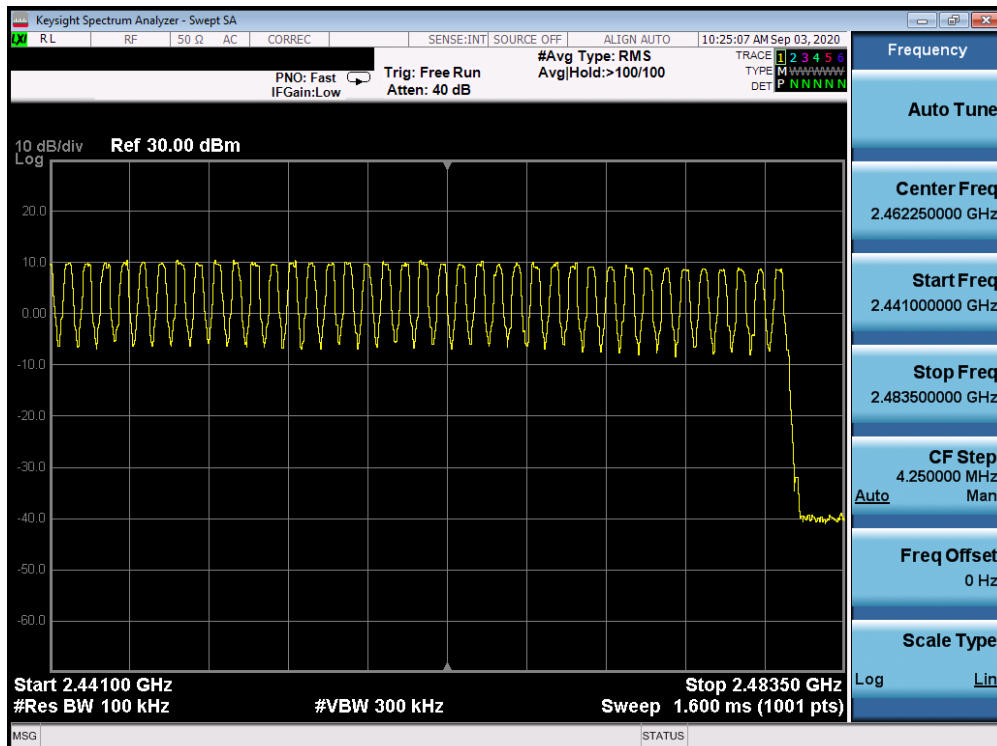 Keysight Spectrum Analyzer - Swept SA
LXI RL RF 50 Ω AC CORREC SENSE:INT SOURCE OFF ALIGN AUTO 10:25:07 AM Sep 03, 2020
PNO: Fast
IFGain:Low
Trig: Free Run
Atten: 40 dB
#Avg Type: RMS
Avg|Hold:>100/100
TRACE 1 2 3 4 5 6
TYPE M WWWWW
DET P N N N N N
10 dB/div
Log
Ref 30.00 dBm
20.0
10.0
0.00
-10.0
-20.0
-30.0
-40.0
-50.0
-60.0
Start 2.44100 GHz
Stop 2.48350 GHz
#Res BW 100 kHz
#VBW 300 kHz
Sweep 1.600 ms (1001 pts)
MSG
STATUS
Frequency
Auto Tune
Center Freq
2.462250000 GHz
Start Freq
2.441000000 GHz
Stop Freq
2.483500000 GHz
CF Step
4.250000 MHz
Auto Man
Freq Offset
0 Hz
Scale Type
Log Lin